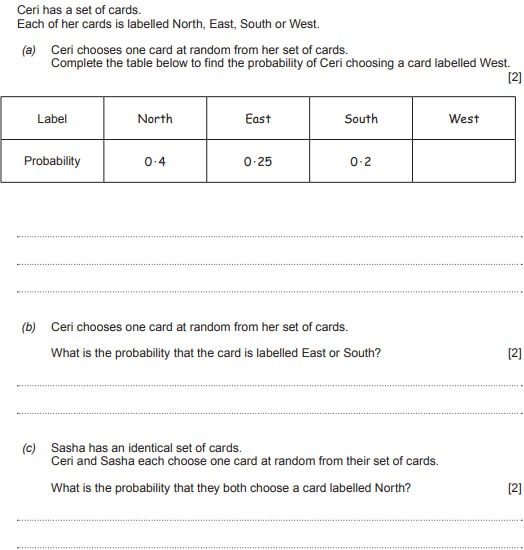 Ceri has a set of cards.
Each of her cards is labelled North, East, South or West.
(a) Ceri chooses one card at random from her set of cards.
Complete the table below to find the probability of Ceri choosing a card labelled West.
[2]
Label North East South West
Probability 0·4 0·25 0·2
(b) Ceri chooses one card at random from her set of cards.
What is the probability that the card is labelled East or South? [2]
(c) Sasha has an identical set of cards.
Ceri and Sasha each choose one card at random from their set of cards.
What is the probability that they both choose a card labelled North? [2]